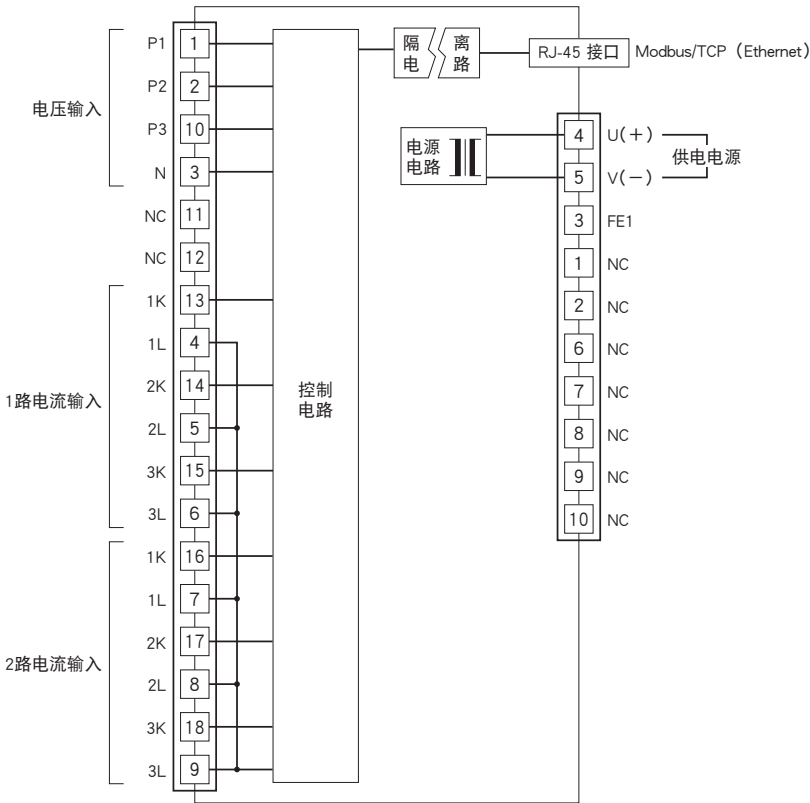 电压输入
P1 1
P2 2
P3 10
N 3
NC 11
NC 12
1路电流输入
1K 13
1L 4
2K 14
2L 5
3K 15
3L 6
2路电流输入
1K 16
1L 7
2K 17
2L 8
3K 18
3L 9
控制
电路
隔 离
电 路
RJ-45 接口 Modbus/TCP（Ethernet）
电源
电路
4 U(＋)
5 V(－)
供电电源
3 FE1
1 NC
2 NC
6 NC
7 NC
8 NC
9 NC
10 NC